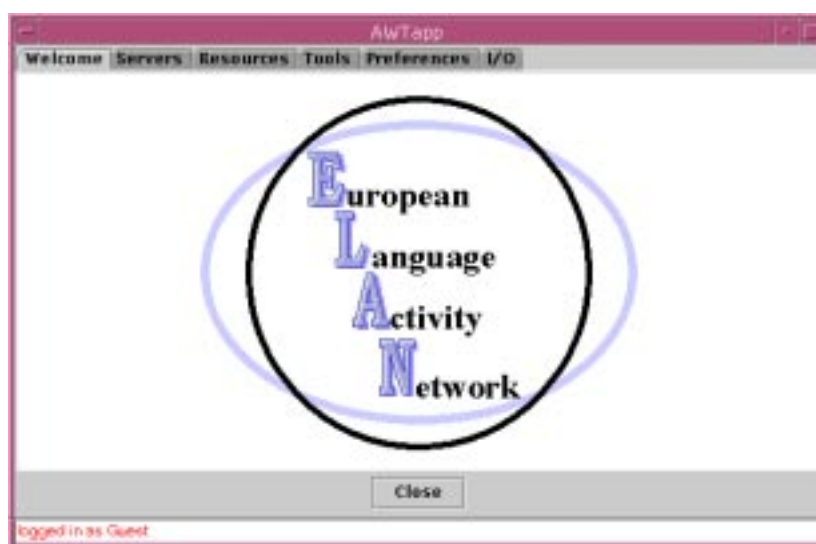 AWTapp
Welcome Servers Resources Tools Preferences I/O
European
Language
Activity
Network
Close
logged in as Guest